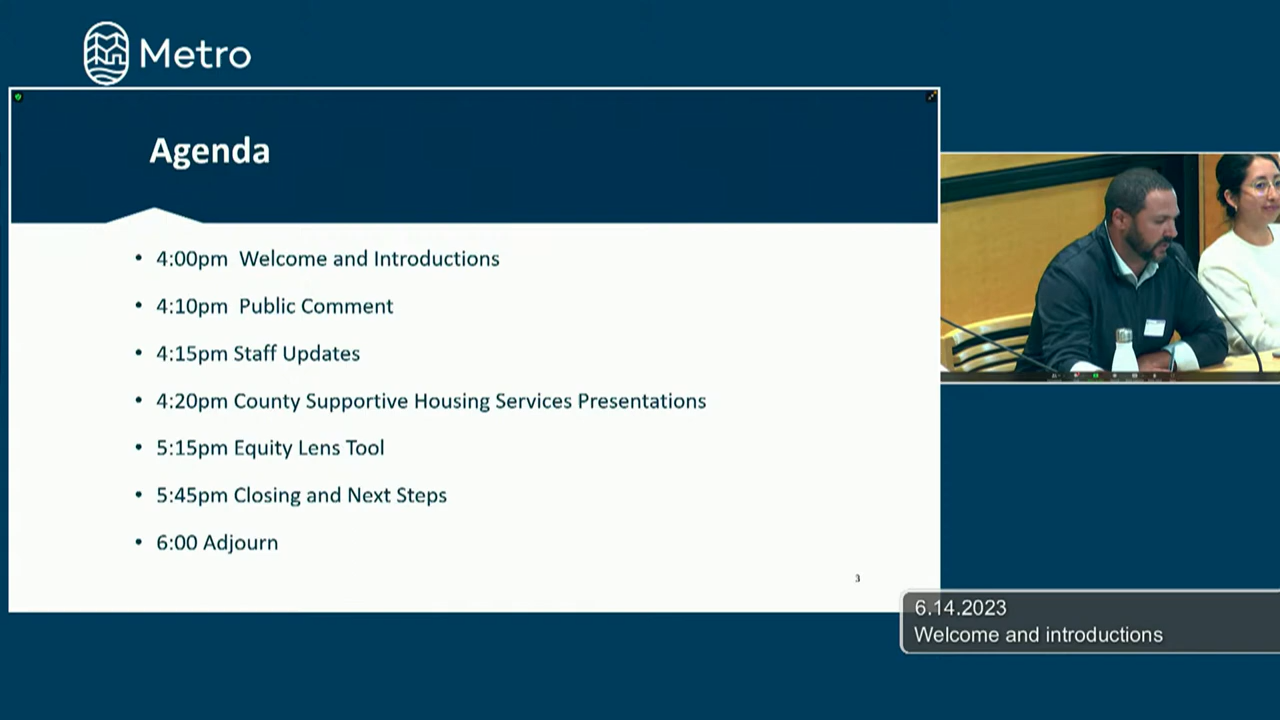 Metro
Agenda
• 4:00pm  Welcome and Introductions
• 4:10pm  Public Comment
• 4:15pm Staff Updates
• 4:20pm County Supportive Housing Services Presentations
• 5:15pm Equity Lens Tool
• 5:45pm Closing and Next Steps
• 6:00 Adjourn
3
6.14.2023
Welcome and introductions